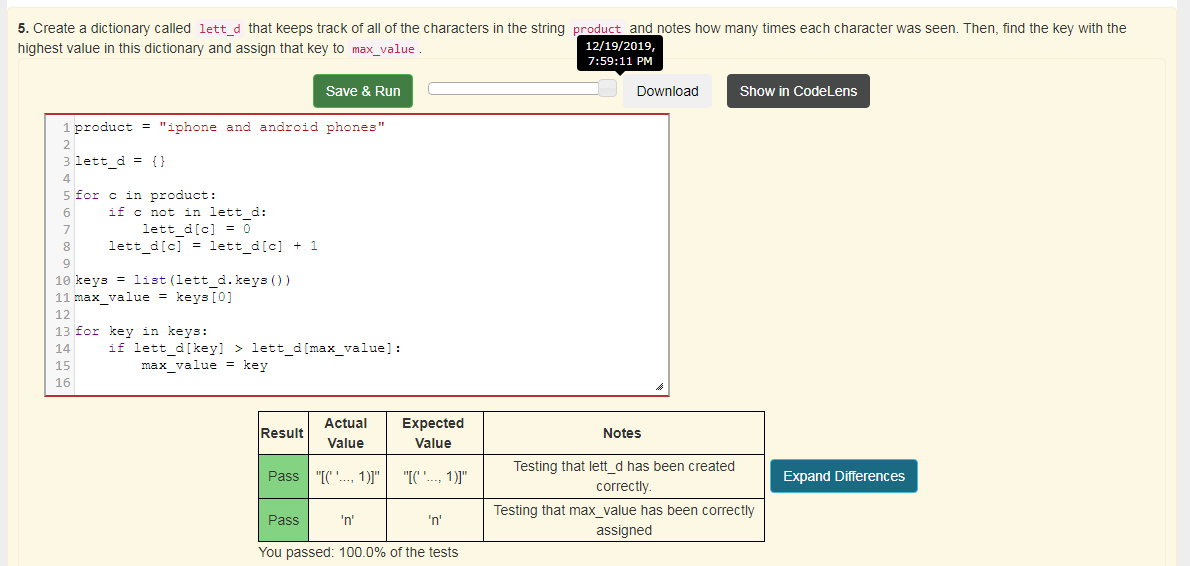 5. Create a dictionary called lett_d that keeps track of all of the characters in the string product and notes how many times each character was seen. Then, find the key with the
highest value in this dictionary and assign that key to max_value .
12/19/2019,
7:59:11 PM
Save & Run
Download
Show in CodeLens
1 product = "iphone and android phones"
2
3 lett_d = {}
4
5 for c in product:
6     if c not in lett_d:
7         lett_d[c] = 0
8     lett_d[c] = lett_d[c] + 1
9
10 keys = list(lett_d.keys())
11 max_value = keys[0]
12
13 for key in keys:
14     if lett_d[key] > lett_d[max_value]:
15         max_value = key
16
Result Actual Value Expected Value Notes
Pass "[(' '..., 1)]" "[(' '..., 1)]" Testing that lett_d has been created
correctly.
Expand Differences
Pass 'n' 'n' Testing that max_value has been correctly
assigned
You passed: 100.0% of the tests